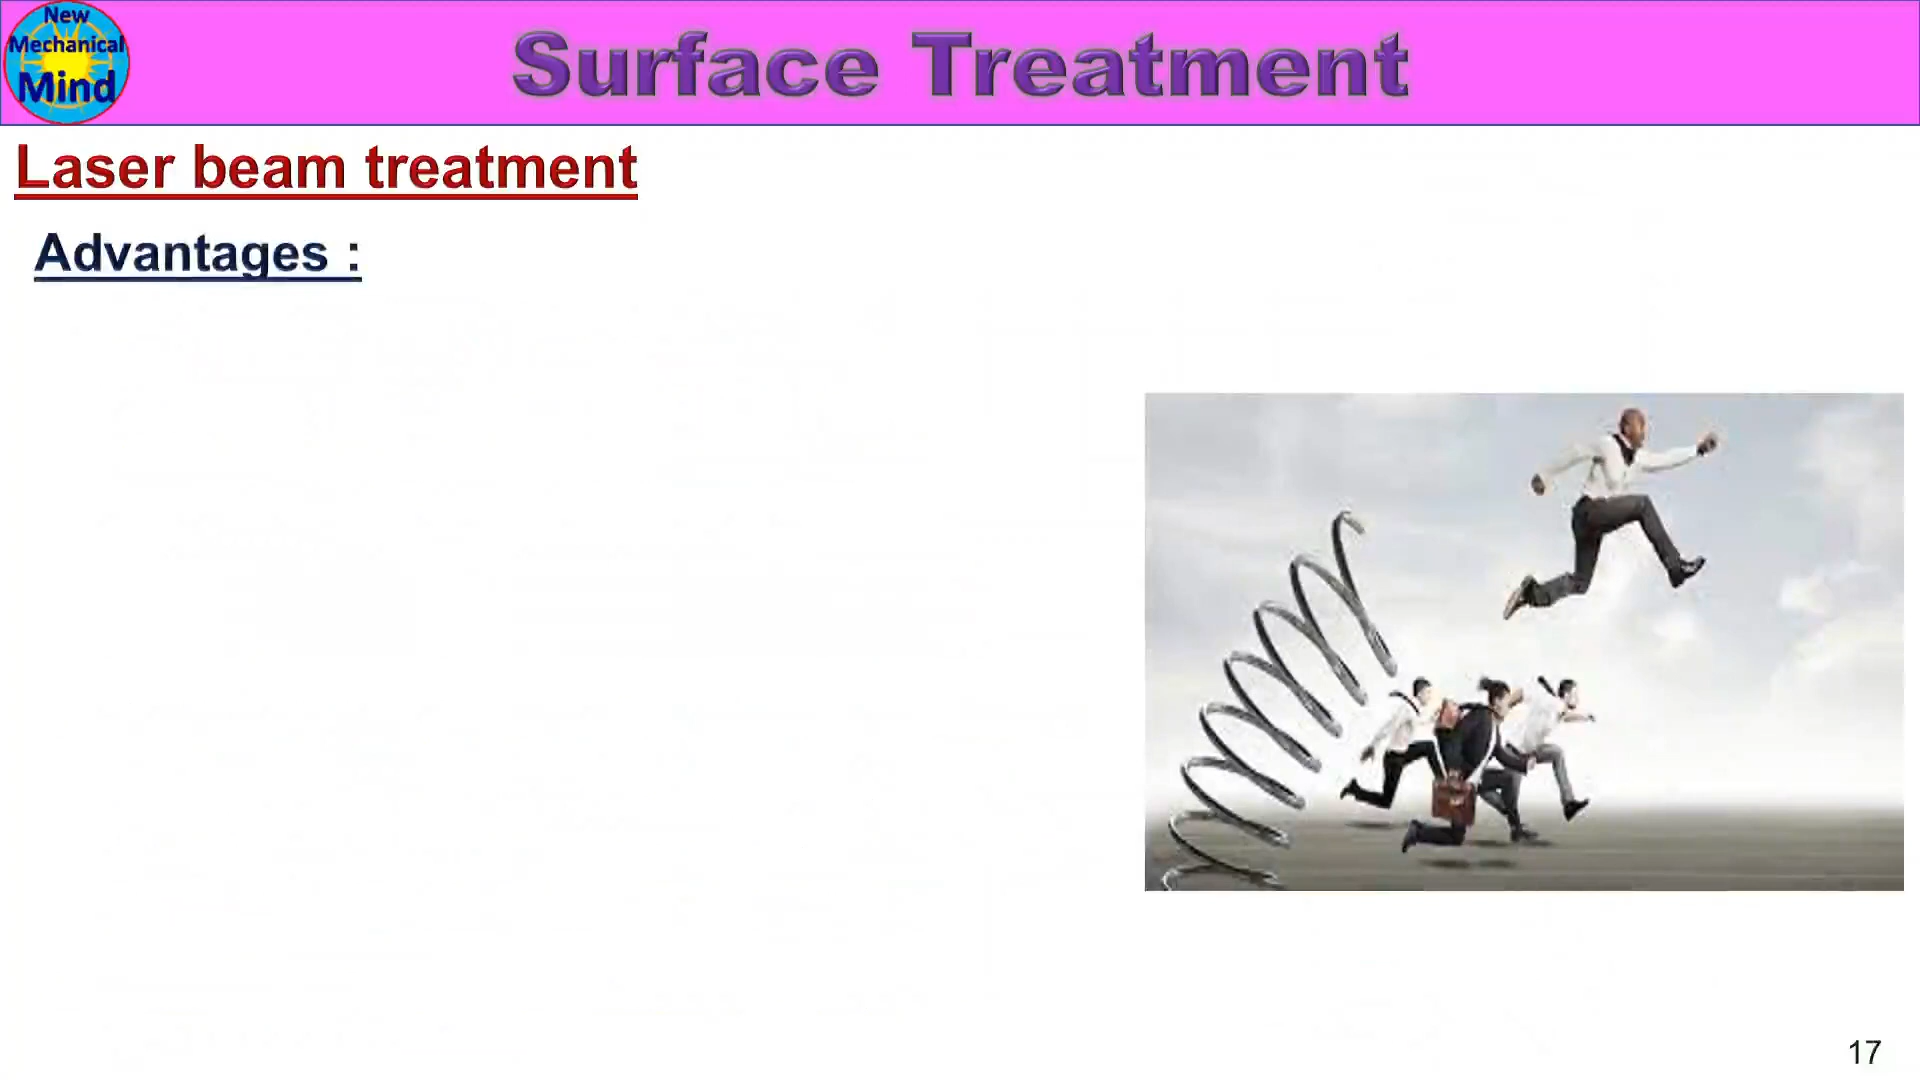 New
Mechanical
Mind
Surface Treatment
Laser beam treatment
Advantages :
17